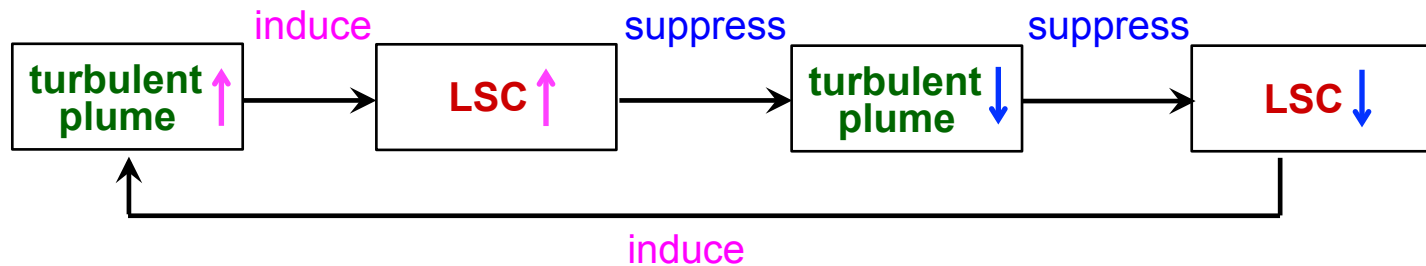 induce
suppress
suppress
turbulent
plume
LSC
turbulent
plume
LSC
induce